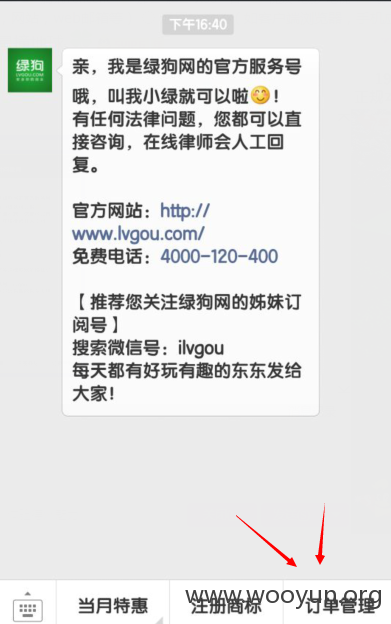 下午16:40
绿狗
LVGOU.COM
亲，我是绿狗网的官方服务号
哦，叫我小绿就可以啦😊！
有任何法律问题，您都可以直
接咨询，在线律师会人工回
复。
官方网站：http://
www.lvgou.com/
免费电话：4000-120-400
【推荐您关注绿狗网的姊妹订
阅号】
搜索微信号：ilvgou
每天都有好玩有趣的东东发给
大家！
当月特惠
注册商标
订单管理
www.wooyun.org